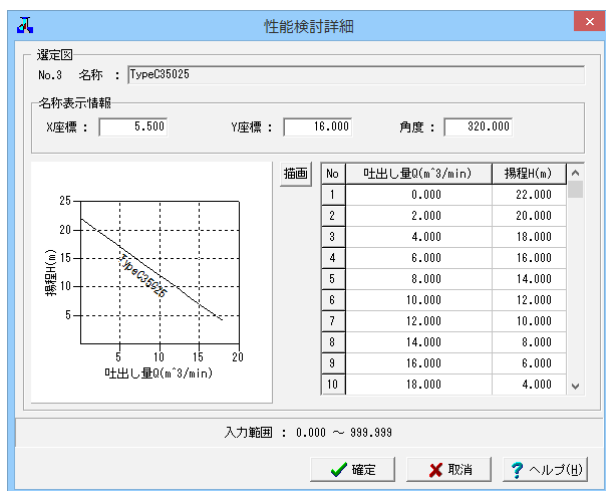 性能検討詳細
選定図
No.3 名称 : TypeC35025
名称表示情報
X座標 : 5.500 Y座標 : 16.000 角度 : 320.000
描画
No 吐出し量Q(m^3/min) 揚程H(m)
1 0.000 22.000
2 2.000 20.000
3 4.000 18.000
4 6.000 16.000
5 8.000 14.000
6 10.000 12.000
7 12.000 10.000
8 14.000 8.000
9 16.000 6.000
10 18.000 4.000
25
20
15
10
5
揚程H(m)
TypeC35025
5 10 15 20
吐出し量Q(m^3/min)
入力範囲 : 0.000 ～ 999.999
確定 取消 ヘルプ(H)